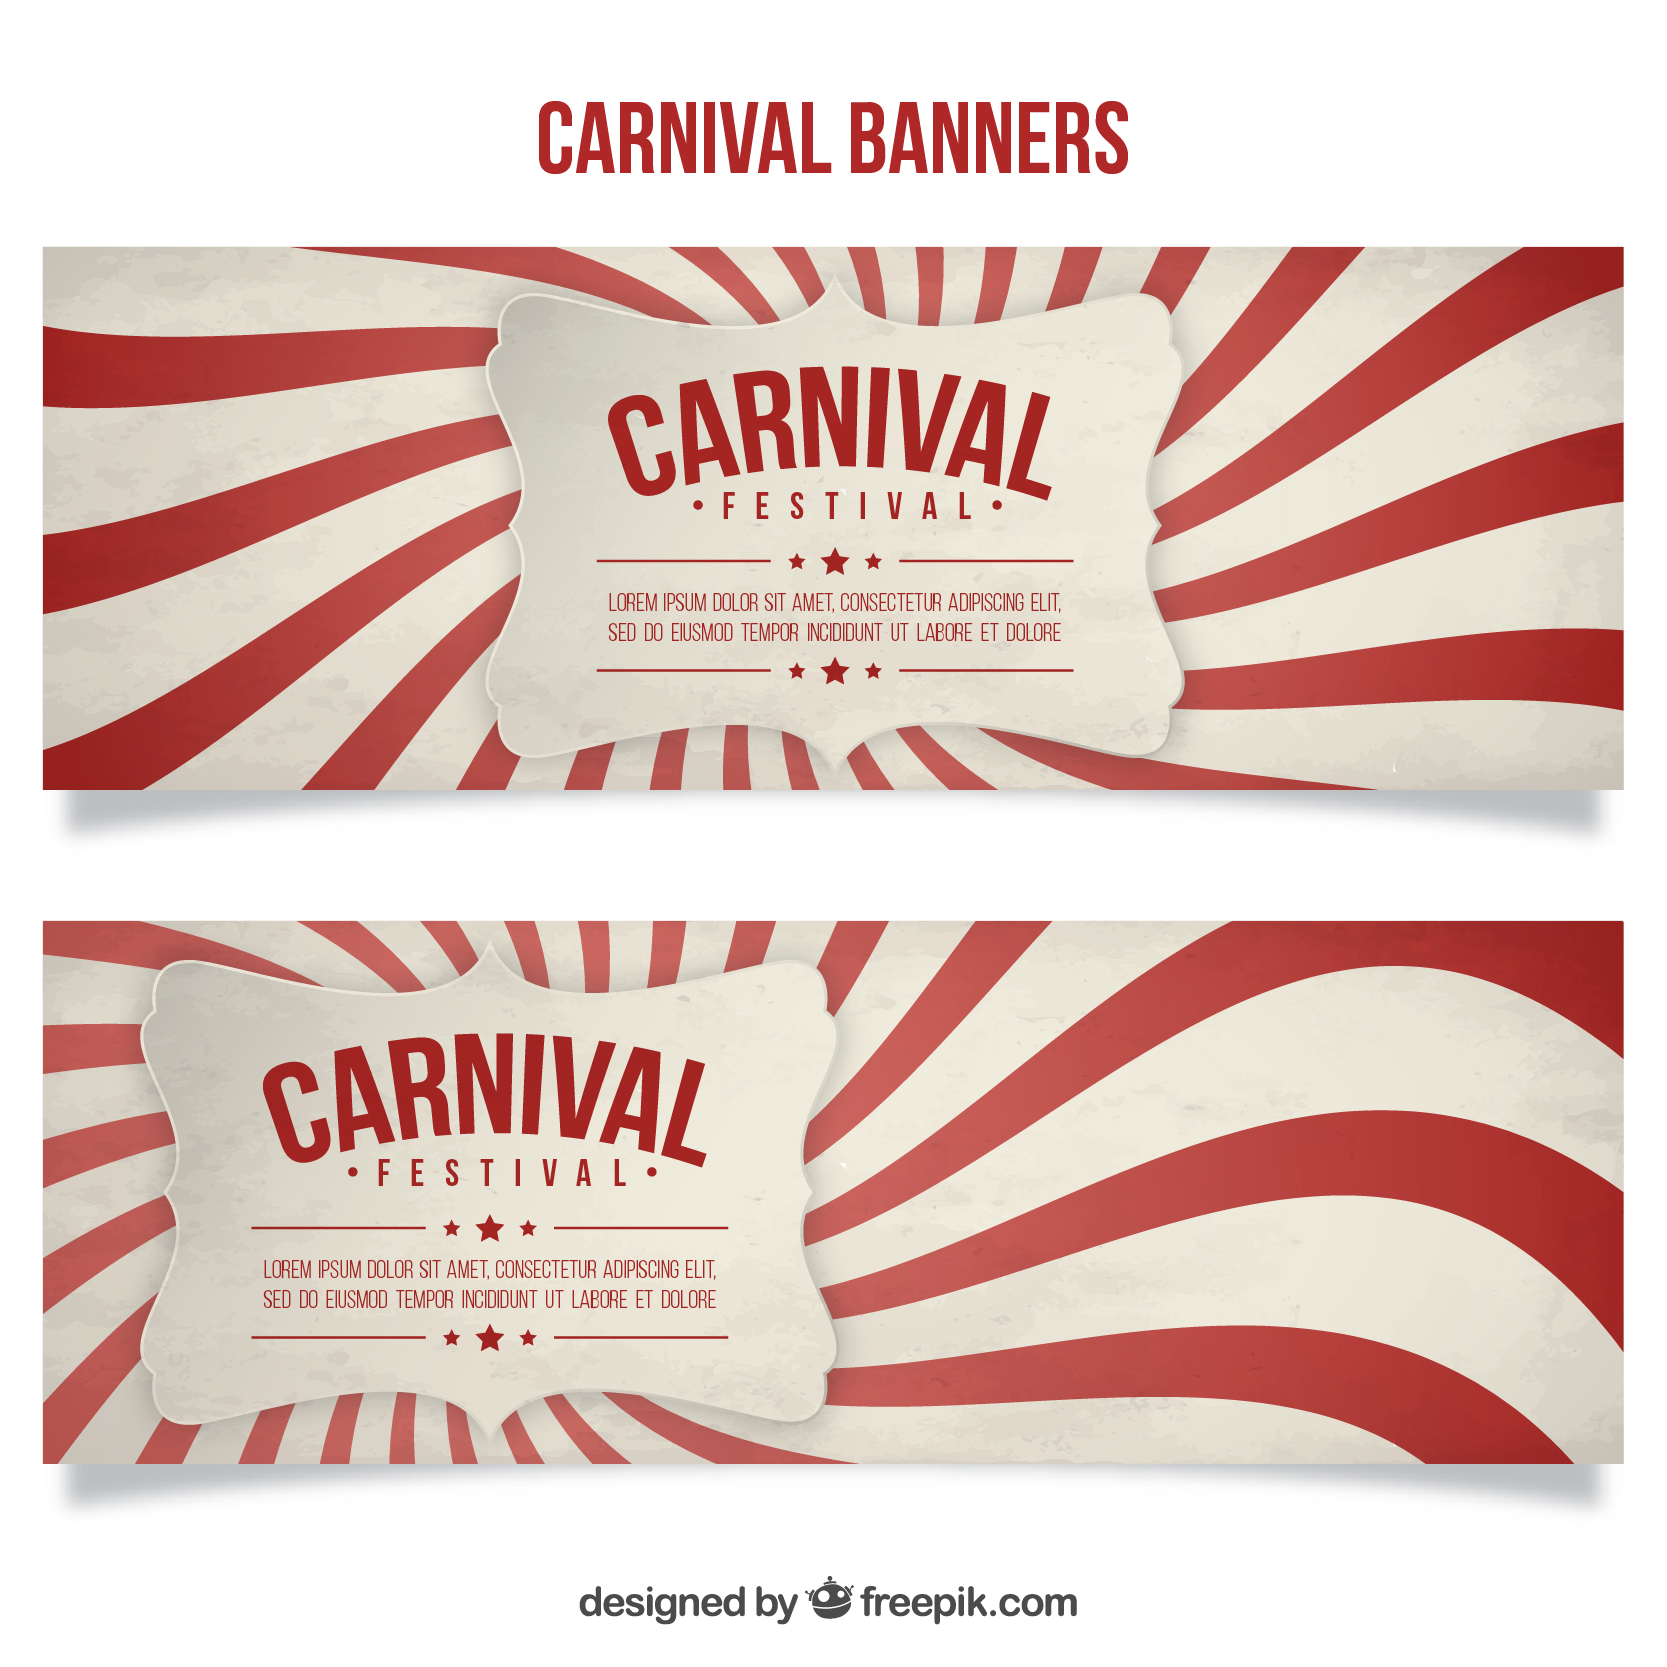 CARNIVAL BANNERS
CARNIVAL
• FESTIVAL •
LOREM IPSUM DOLOR SIT AMET, CONSECTETUR ADIPISCING ELIT,
SED DO EIUSMOD TEMPOR INCIDIDUNT UT LABORE ET DOLORE
CARNIVAL
• FESTIVAL •
LOREM IPSUM DOLOR SIT AMET, CONSECTETUR ADIPISCING ELIT,
SED DO EIUSMOD TEMPOR INCIDIDUNT UT LABORE ET DOLORE
designed by freepik.com